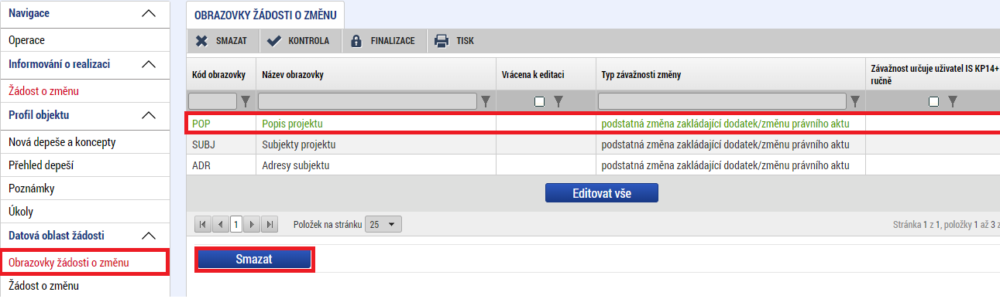 Navigace
Operace
Informování o realizaci
Žádost o změnu
Profil objektu
Nová depeše a koncepty
Přehled depeší
Poznámky
Úkoly
Datová oblast žádosti
Obrazovky žádosti o změnu
Žádost o změnu
OBRAZOVKY ŽÁDOSTI O ZMĚNU
SMAZAT KONTROLA FINALIZACE TISK
Kód obrazovky Název obrazovky Vrácena k editaci Typ závažnosti změny Závažnost určuje uživatel IS KP14+
ručně
POP Popis projektu podstatná změna zakládající dodatek/změnu právního aktu
SUBJ Subjekty projektu podstatná změna zakládající dodatek/změnu právního aktu
ADR Adresy subjektu podstatná změna zakládající dodatek/změnu právního aktu
Editovat vše
1 Položek na stránku 25 Stránka 1 z 1, položky 1 až 3 z
Smazat